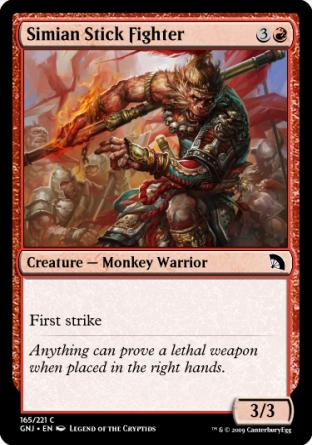 Simian Stick Fighter 3
Creature — Monkey Warrior
First strike
Anything can prove a lethal weapon
when placed in the right hands.
3/3
165/221 C
GNJ • EN LEGEND OF THE CRYPTIDS
™ & © 2019 CanterburyEgg